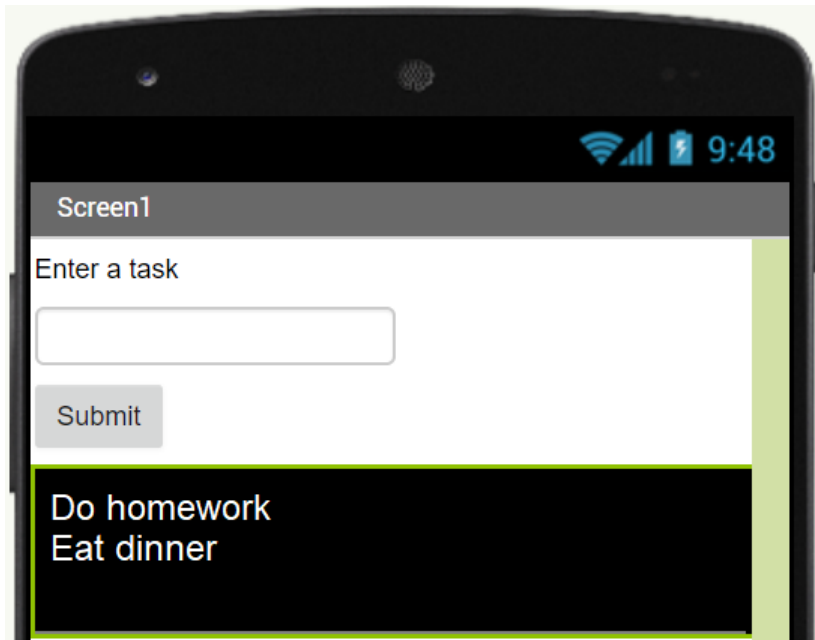 9:48
Screen1
Enter a task
Submit
Do homework
Eat dinner